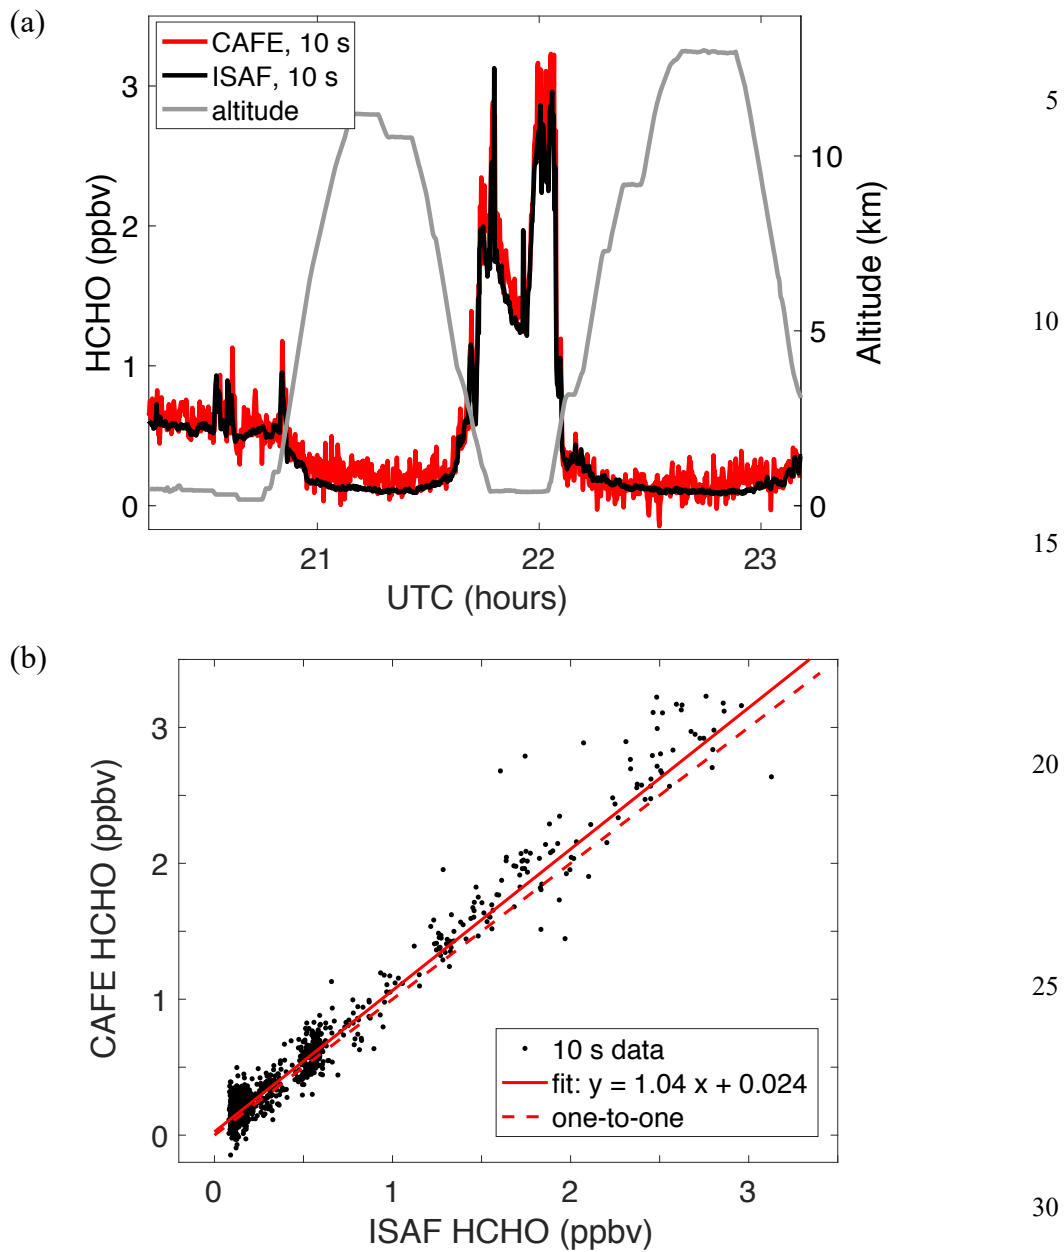 (a)
CAFE, 10 s
ISAF, 10 s
altitude
3
2
1
0
HCHO (ppbv)
10
5
0
Altitude (km)
21
22
23
UTC (hours)
5
10
15
(b)
3
2
1
0
CAFE HCHO (ppbv)
10 s data
fit: y = 1.04 x + 0.024
one-to-one
0
1
2
3
ISAF HCHO (ppbv)
20
25
30